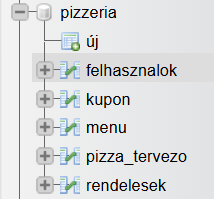 pizzeria
új
felhasznalok
kupon
menu
pizza_tervezo
rendelesek